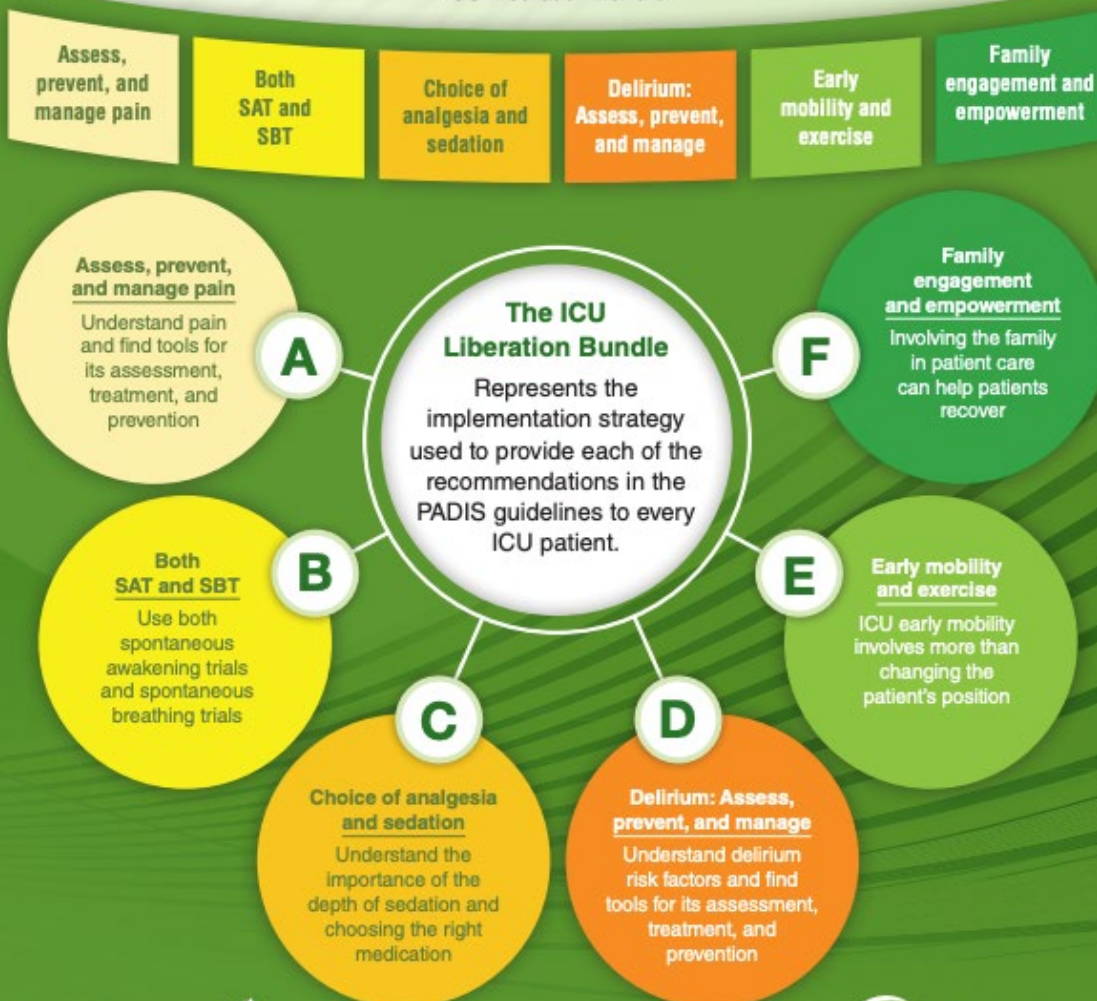 Assess,
prevent, and
manage pain
Both
SAT and
SBT
Choice of
analgesia and
sedation
Delirium:
Assess, prevent,
and manage
Early
mobility and
exercise
Family
engagement and
empowerment
Assess, prevent,
and manage pain
Understand pain
and find tools for
its assessment,
treatment, and
prevention
A
Both
SAT and SBT
Use both
spontaneous
awakening trials
and spontaneous
breathing trials
B
Choice of analgesia
and sedation
Understand the
importance of the
depth of sedation and
choosing the right
medication
C
The ICU
Liberation Bundle
Represents the
implementation strategy
used to provide each of the
recommendations in the
PADIS guidelines to every
ICU patient.
Delirium: Assess,
prevent, and manage
Understand delirium
risk factors and find
tools for its assessment,
treatment, and
prevention
D
Early mobility
and exercise
ICU early mobility
involves more than
changing the
patient's position
E
Family
engagement
and empowerment
Involving the family
in patient care
can help patients
recover
F